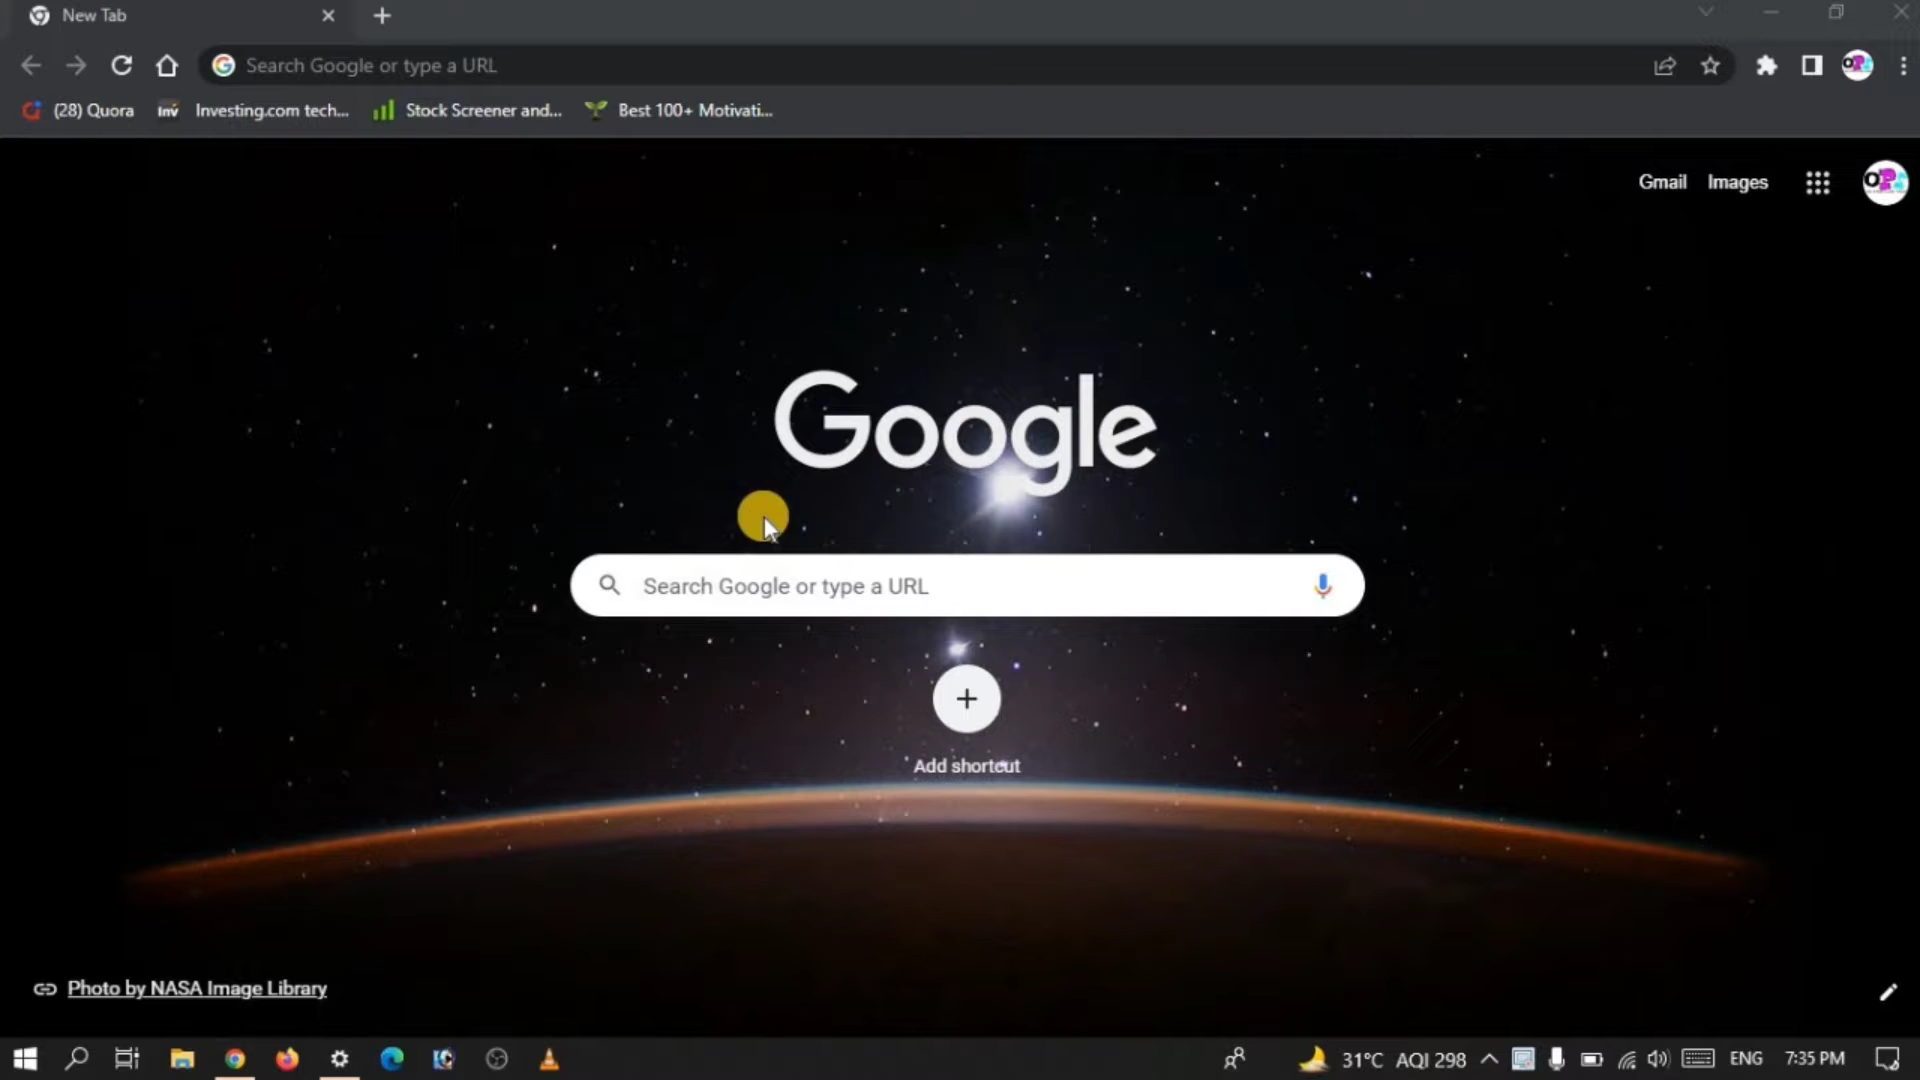 New Tab
Search Google or type a URL
(28) Quora
Inv Investing.com tech...
Stock Screener and...
Best 100+ Motivati...
Gmail Images
Google
Search Google or type a URL
Add shortcut
Photo by NASA Image Library
31°C AQI 298
ENG
7:35 PM